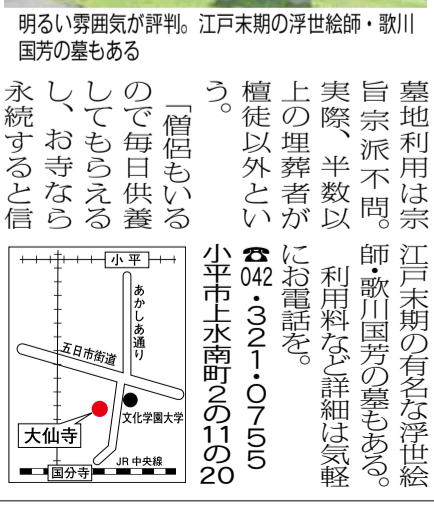 明るい雰囲気が評判。江戸末期の浮世絵師・歌川
国芳の墓もある
墓地利用は宗
旨宗派不問。
実際、半数以
上の埋葬者が
檀徒以外とい
う。
「僧侶もいる
ので毎日供養
してもらえる
し、お寺なら
永続すると信
江戸末期の有名な浮世絵
師・歌川国芳の墓もある。
利用料など詳細は気軽
にお電話を。
☎042・321・0755
小平市上水南町2の11の20
小平
あかしあ通り
五日市街道
文化学園大学
大仙寺
JR中央線
国分寺